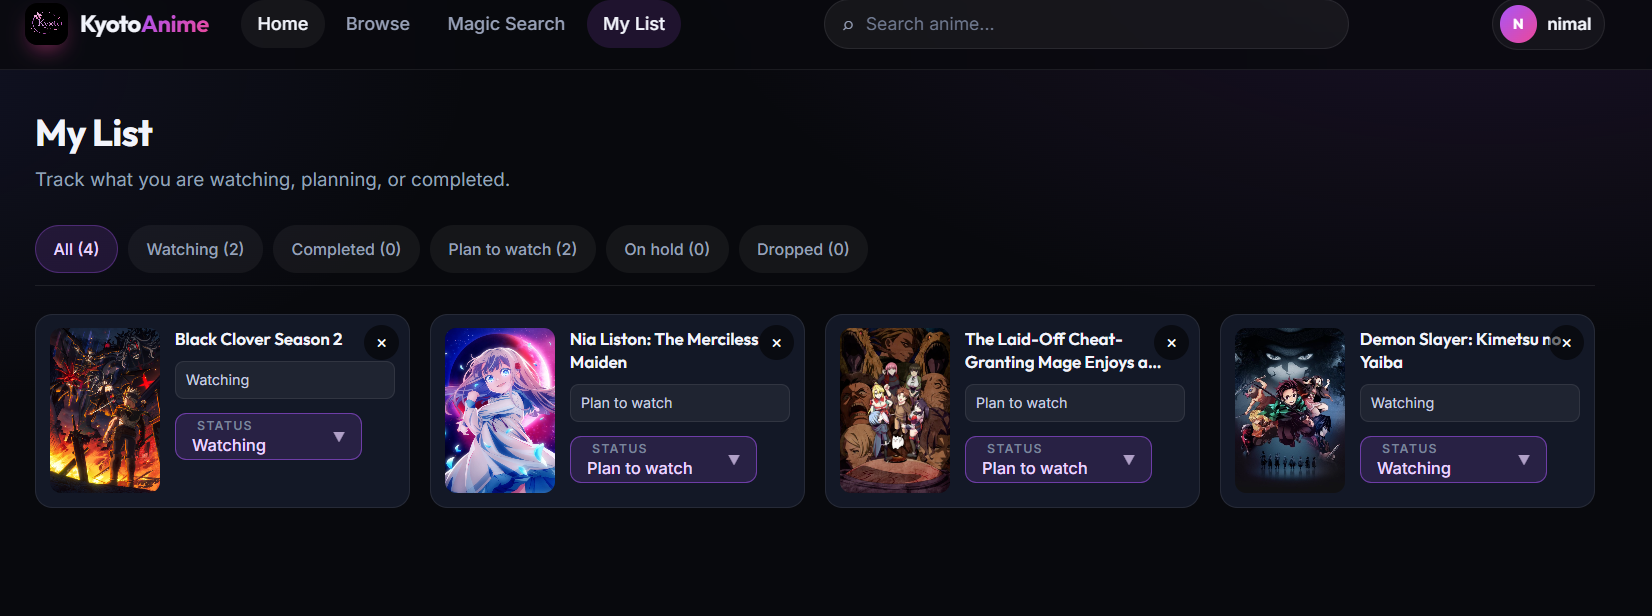 Kyoto KyotoAnime Home Browse Magic Search My List Search anime... N nimal
My List
Track what you are watching, planning, or completed.
All (4) Watching (2) Completed (0) Plan to watch (2) On hold (0) Dropped (0)
Black Clover Season 2 ×
Watching
STATUS
Watching ▼
Nia Liston: The Merciless ×
Maiden
Plan to watch
STATUS
Plan to watch ▼
The Laid-Off Cheat- ×
Granting Mage Enjoys a...
Plan to watch
STATUS
Plan to watch ▼
Demon Slayer: Kimetsu no ×
Yaiba
Watching
STATUS
Watching ▼